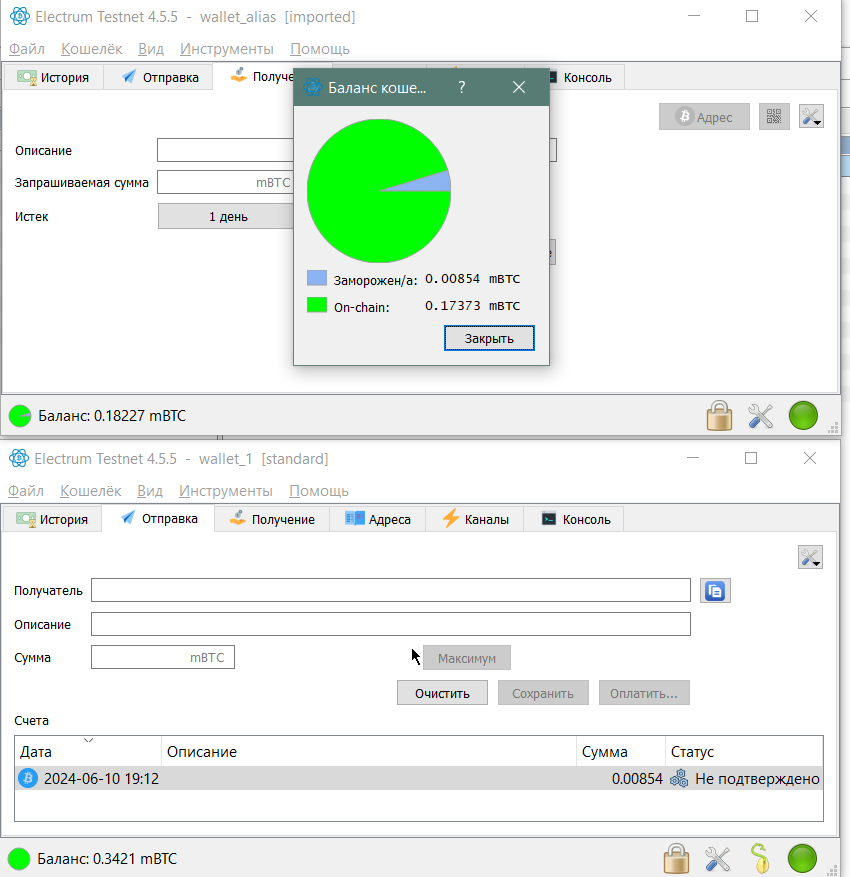 Electrum Testnet 4.5.5 - wallet_alias [imported]
Файл Кошелёк Вид Инструменты Помощь
История Отправка Получе Консоль
Баланс коше... ?
Адрес
Описание
Запрашиваемая сумма mBTC
Истек 1 день
Заморожен/а: 0.00854 mBTC
On-chain: 0.17373 mBTC
Закрыть
Баланс: 0.18227 mBTC
Electrum Testnet 4.5.5 - wallet_1 [standard]
Файл Кошелёк Вид Инструменты Помощь
История Отправка Получение Адреса Каналы Консоль
Получатель
Описание
Сумма mBTC Максимум
Очистить Сохранить Оплатить...
Счета
Дата Описание Сумма Статус
2024-06-10 19:12 0.00854 Не подтверждено
Баланс: 0.3421 mBTC